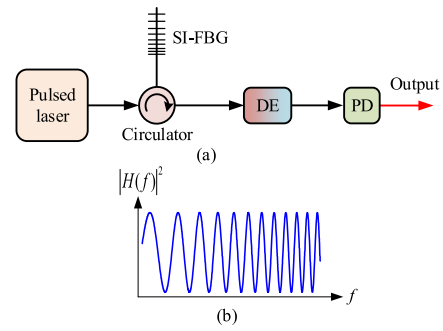 SI-FBG
Pulsed
laser
Circulator
DE
PD
Output
(a)
|H(f)|²
f
(b)